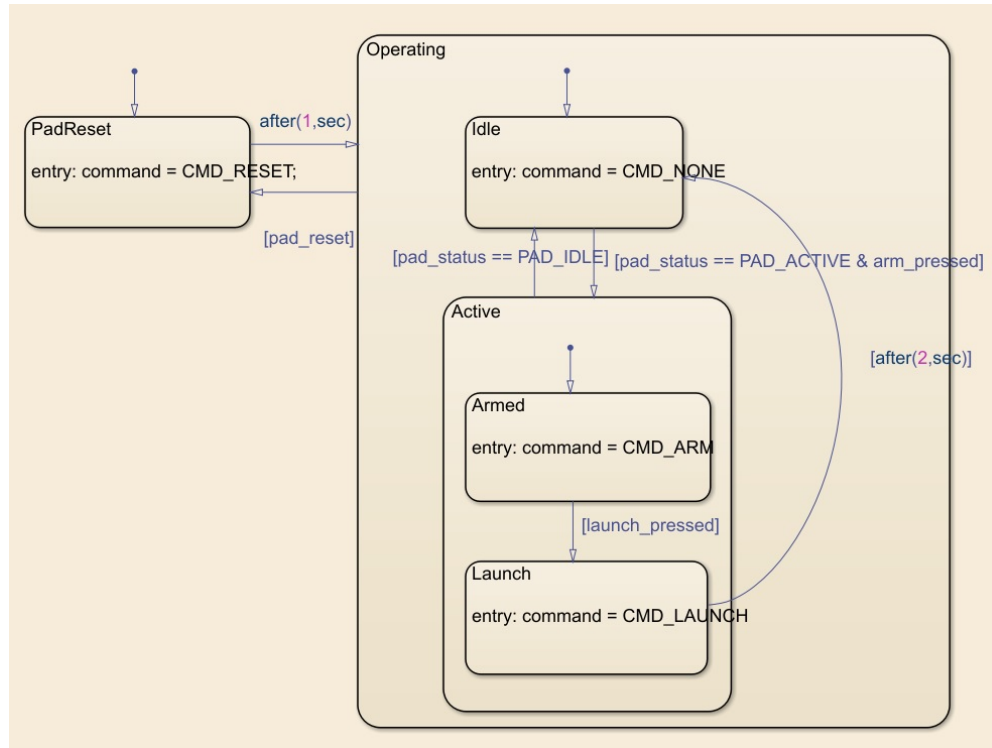 Operating
PadReset
entry: command = CMD_RESET;
after(1,sec)
[pad_reset]
Idle
entry: command = CMD_NONE
[pad_status == PAD_IDLE]
[pad_status == PAD_ACTIVE & arm_pressed]
Active
[after(2,sec)]
Armed
entry: command = CMD_ARM
[launch_pressed]
Launch
entry: command = CMD_LAUNCH